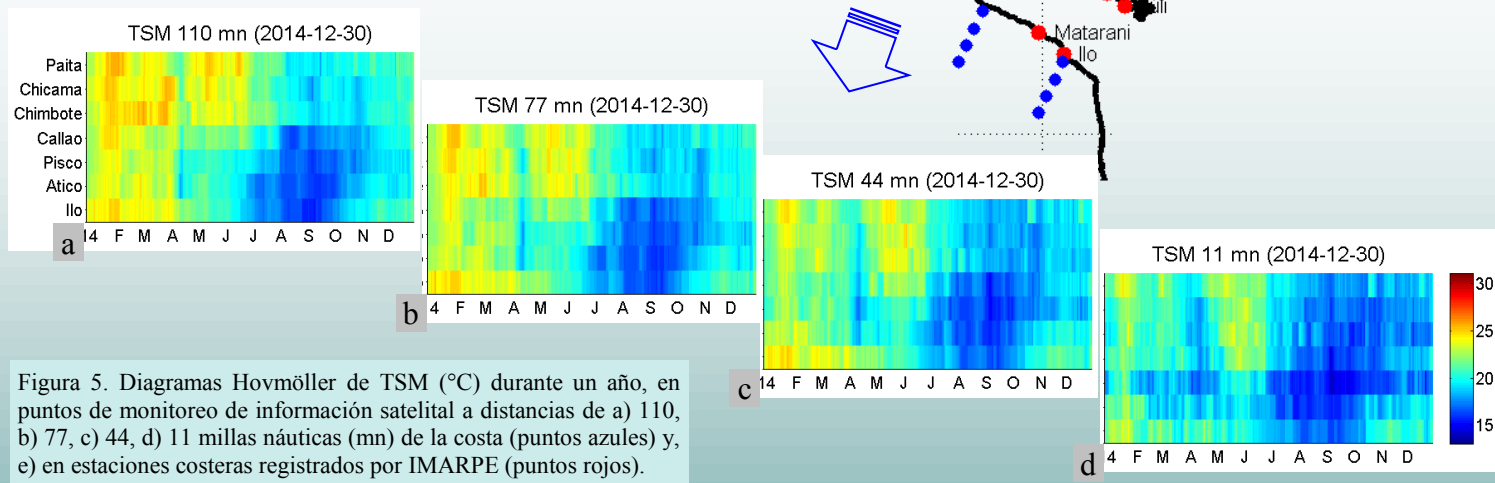 Ili
Matarani
Ilo
TSM 110 mn (2014-12-30)
Paita
Chicama
Chimbote
Callao
Pisco
Atico
Ilo
14 F M A M J J A S O N D
a
TSM 77 mn (2014-12-30)
4 F M A M J J A S O N D
b
TSM 44 mn (2014-12-30)
14 F M A M J J A S O N D
c
TSM 11 mn (2014-12-30)
30
25
20
15
4 F M A M J J A S O N D
d
Figura 5. Diagramas Hovmöller de TSM (°C) durante un año, en
puntos de monitoreo de información satelital a distancias de a) 110,
b) 77, c) 44, d) 11 millas náuticas (mn) de la costa (puntos azules) y,
e) en estaciones costeras registrados por IMARPE (puntos rojos).